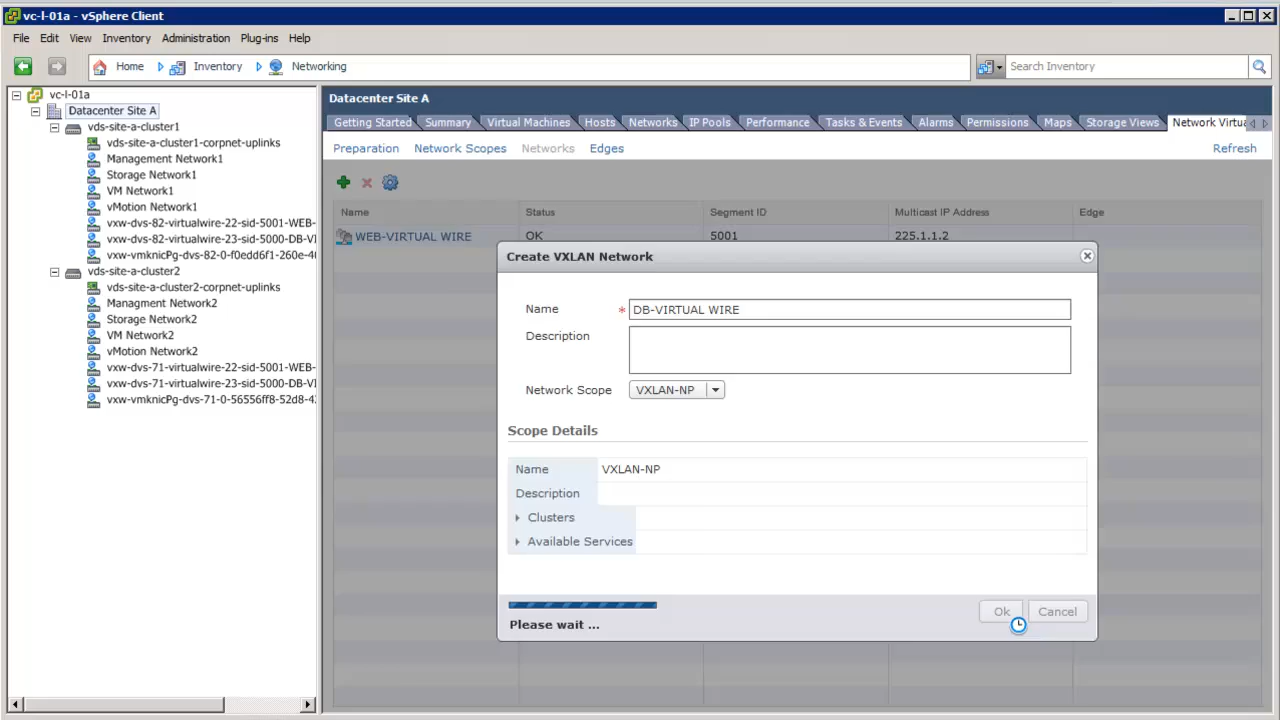 vc-l-01a - vSphere Client
File Edit View Inventory Administration Plug-ins Help
Home Inventory Networking Search Inventory
vc-l-01a
Datacenter Site A
vds-site-a-cluster1
vds-site-a-cluster1-corpnet-uplinks
Management Network1
Storage Network1
VM Network1
vMotion Network1
vxw-dvs-82-virtualwire-22-sid-5001-WEB-
vxw-dvs-82-virtualwire-23-sid-5000-DB-VI
vxw-vmknicPg-dvs-82-0-f0edd6f1-260e-4
vds-site-a-cluster2
vds-site-a-cluster2-corpnet-uplinks
Managment Network2
Storage Network2
VM Network2
vMotion Network2
vxw-dvs-71-virtualwire-22-sid-5001-WEB-
vxw-dvs-71-virtualwire-23-sid-5000-DB-VI
vxw-vmknicPg-dvs-71-0-56556ff8-52d8-4
Datacenter Site A
Getting Started Summary Virtual Machines Hosts Networks IP Pools Performance Tasks & Events Alarms Permissions Maps Storage Views Network Virtua
Preparation Network Scopes Networks Edges Refresh
Name Status Segment ID Multicast IP Address Edge
WEB-VIRTUAL WIRE OK 5001 225.1.1.2
Create VXLAN Network
Name * DB-VIRTUAL WIRE
Description
Network Scope VXLAN-NP
Scope Details
Name VXLAN-NP
Description
Clusters
Available Services
Please wait ...
Ok Cancel